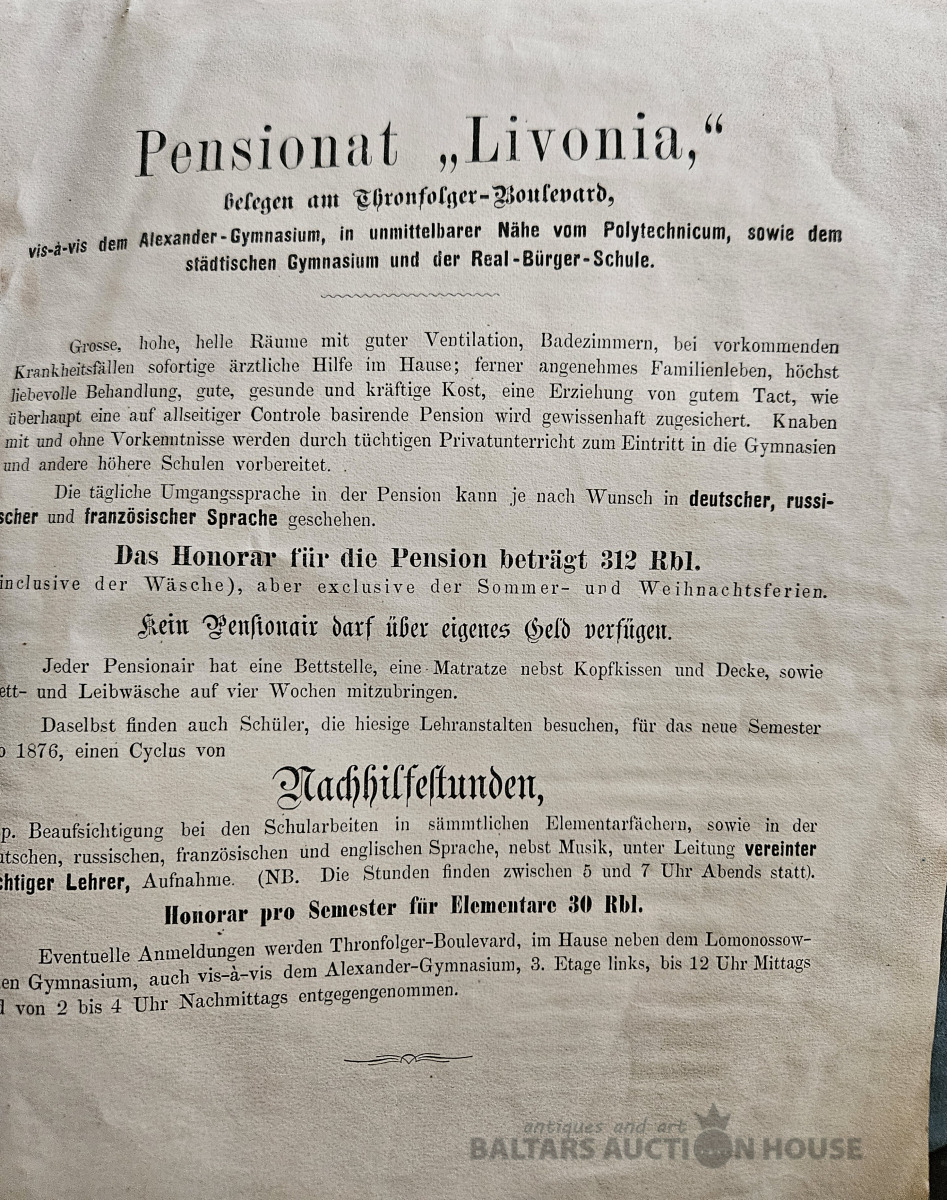 Pensionat „Livonia,“
belegen am Thronfolger-Boulevard,
vis-à-vis dem Alexander-Gymnasium, in unmittelbarer Nähe vom Polytechnicum, sowie dem
städtischen Gymnasium und der Real-Bürger-Schule.
Grosse, hohe, helle Räume mit guter Ventilation, Badezimmern, bei vorkommenden
Krankheitsfällen sofortige ärztliche Hilfe im Hause; ferner angenehmes Familienleben, höchst
liebevolle Behandlung, gute, gesunde und kräftige Kost, eine Erziehung von gutem Tact, wie
überhaupt eine auf allseitiger Controle basirende Pension wird gewissenhaft zugesichert. Knaben
mit und ohne Vorkenntnisse werden durch tüchtigen Privatunterricht zum Eintritt in die Gymnasien
und andere höhere Schulen vorbereitet.
Die tägliche Umgangssprache in der Pension kann je nach Wunsch in deutscher, russi-
scher und französischer Sprache geschehen.
Das Honorar für die Pension beträgt 312 Rbl.
inclusive der Wäsche), aber exclusive der Sommer- und Weihnachtsferien.
Kein Pensionair darf über eigenes Geld verfügen.
Jeder Pensionair hat eine Bettstelle, eine Matratze nebst Kopfkissen und Decke, sowie
ett- und Leibwäsche auf vier Wochen mitzubringen.
Daselbst finden auch Schüler, die hiesige Lehranstalten besuchen, für das neue Semester
o 1876, einen Cyclus von
Nachhilfestunden,
p. Beaufsichtigung bei den Schularbeiten in sämmtlichen Elementarfächern, sowie in der
utschen, russischen, französischen und englischen Sprache, nebst Musik, unter Leitung vereinter
chtiger Lehrer, Aufnahme. (NB. Die Stunden finden zwischen 5 und 7 Uhr Abends statt).
Honorar pro Semester für Elementare 30 Rbl.
Eventuelle Anmeldungen werden Thronfolger-Boulevard, im Hause neben dem Lomonossow-
en Gymnasium, auch vis-à-vis dem Alexander-Gymnasium, 3. Etage links, bis 12 Uhr Mittags
d von 2 bis 4 Uhr Nachmittags entgegengenommen.
antiques and art
BALTARS AUCTION HOUSE